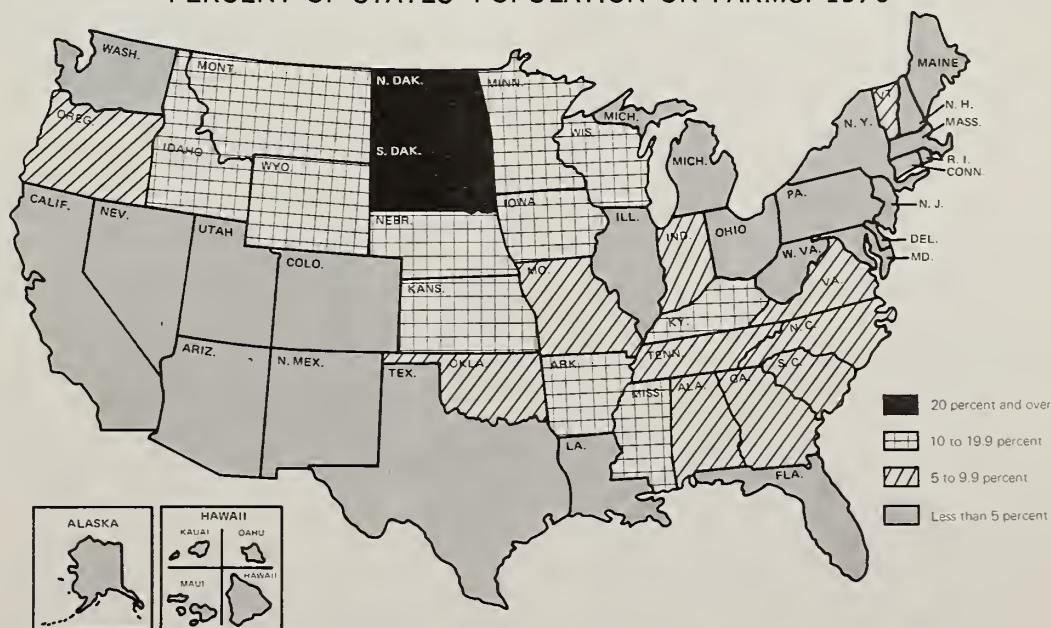 PERCENT OF STATES' POPULATION ON FARMS: 1970
WASH.
MONT.
N. DAK.
MINN.
MICH.
VT.
MAINE
N. H.
MASS.
OREG.
IDAHO
S. DAK.
WIS.
MICH.
N. Y.
R. I.
CONN.
WYO.
IOWA
PA.
N. J.
CALIF.
NEV.
UTAH
NEBR.
ILL.
IND.
OHIO
DEL.
W. VA.
MD.
COLO.
KANS.
MO.
KY.
VA.
ARIZ.
N. MEX.
TEX.
OKLA.
ARK.
TENN.
N. C.
S. C.
MISS.
ALA.
GA.
LA.
FLA.
20 percent and over
10 to 19.9 percent
5 to 9.9 percent
Less than 5 percent
ALASKA
HAWAII
KAUAI
OAHU
MAUI
HAWAII